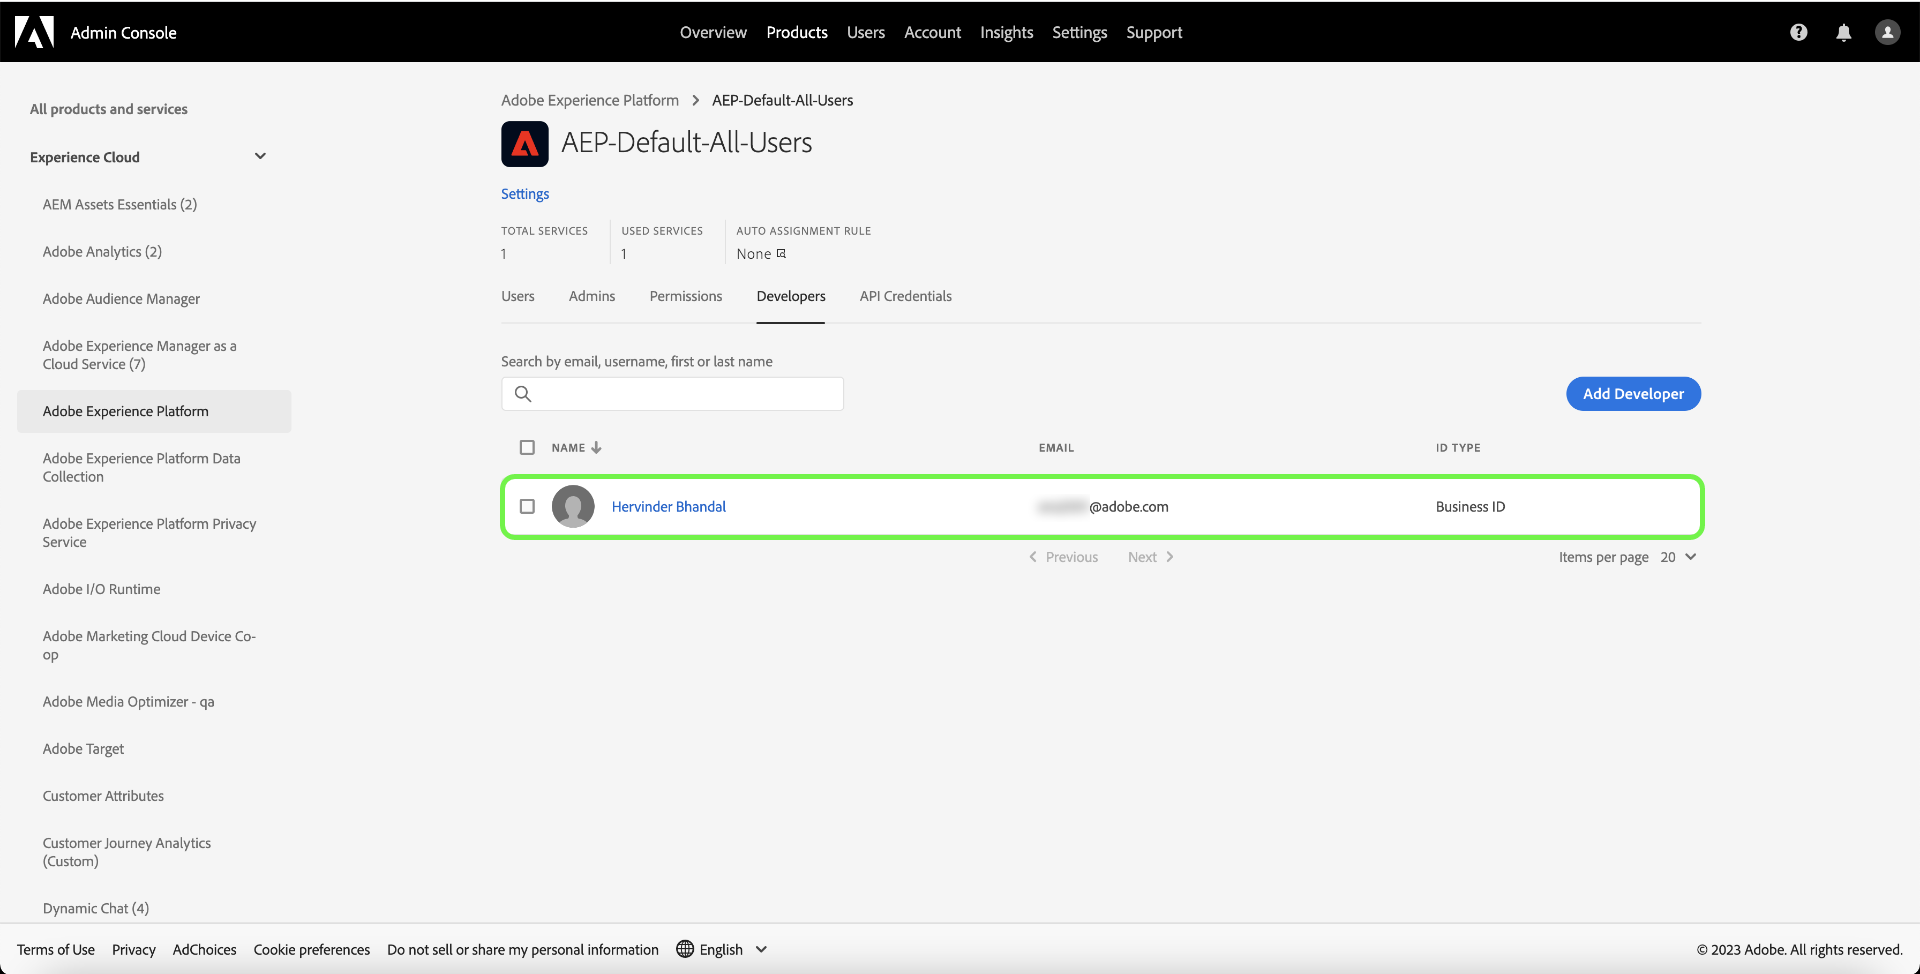 Admin Console
Overview Products Users Account Insights Settings Support
All products and services
Experience Cloud
AEM Assets Essentials (2)
Adobe Analytics (2)
Adobe Audience Manager
Adobe Experience Manager as a
Cloud Service (7)
Adobe Experience Platform
Adobe Experience Platform Data
Collection
Adobe Experience Platform Privacy
Service
Adobe I/O Runtime
Adobe Marketing Cloud Device Co-
op
Adobe Media Optimizer - qa
Adobe Target
Customer Attributes
Customer Journey Analytics
(Custom)
Dynamic Chat (4)
Adobe Experience Platform > AEP-Default-All-Users
AEP-Default-All-Users
Settings
TOTAL SERVICES USED SERVICES AUTO ASSIGNMENT RULE
1 1 None
Users Admins Permissions Developers API Credentials
Search by email, username, first or last name
Add Developer
NAME EMAIL ID TYPE
Hervinder Bhandal @adobe.com Business ID
Previous Next Items per page 20
Terms of Use Privacy AdChoices Cookie preferences Do not sell or share my personal information English © 2023 Adobe. All rights reserved.